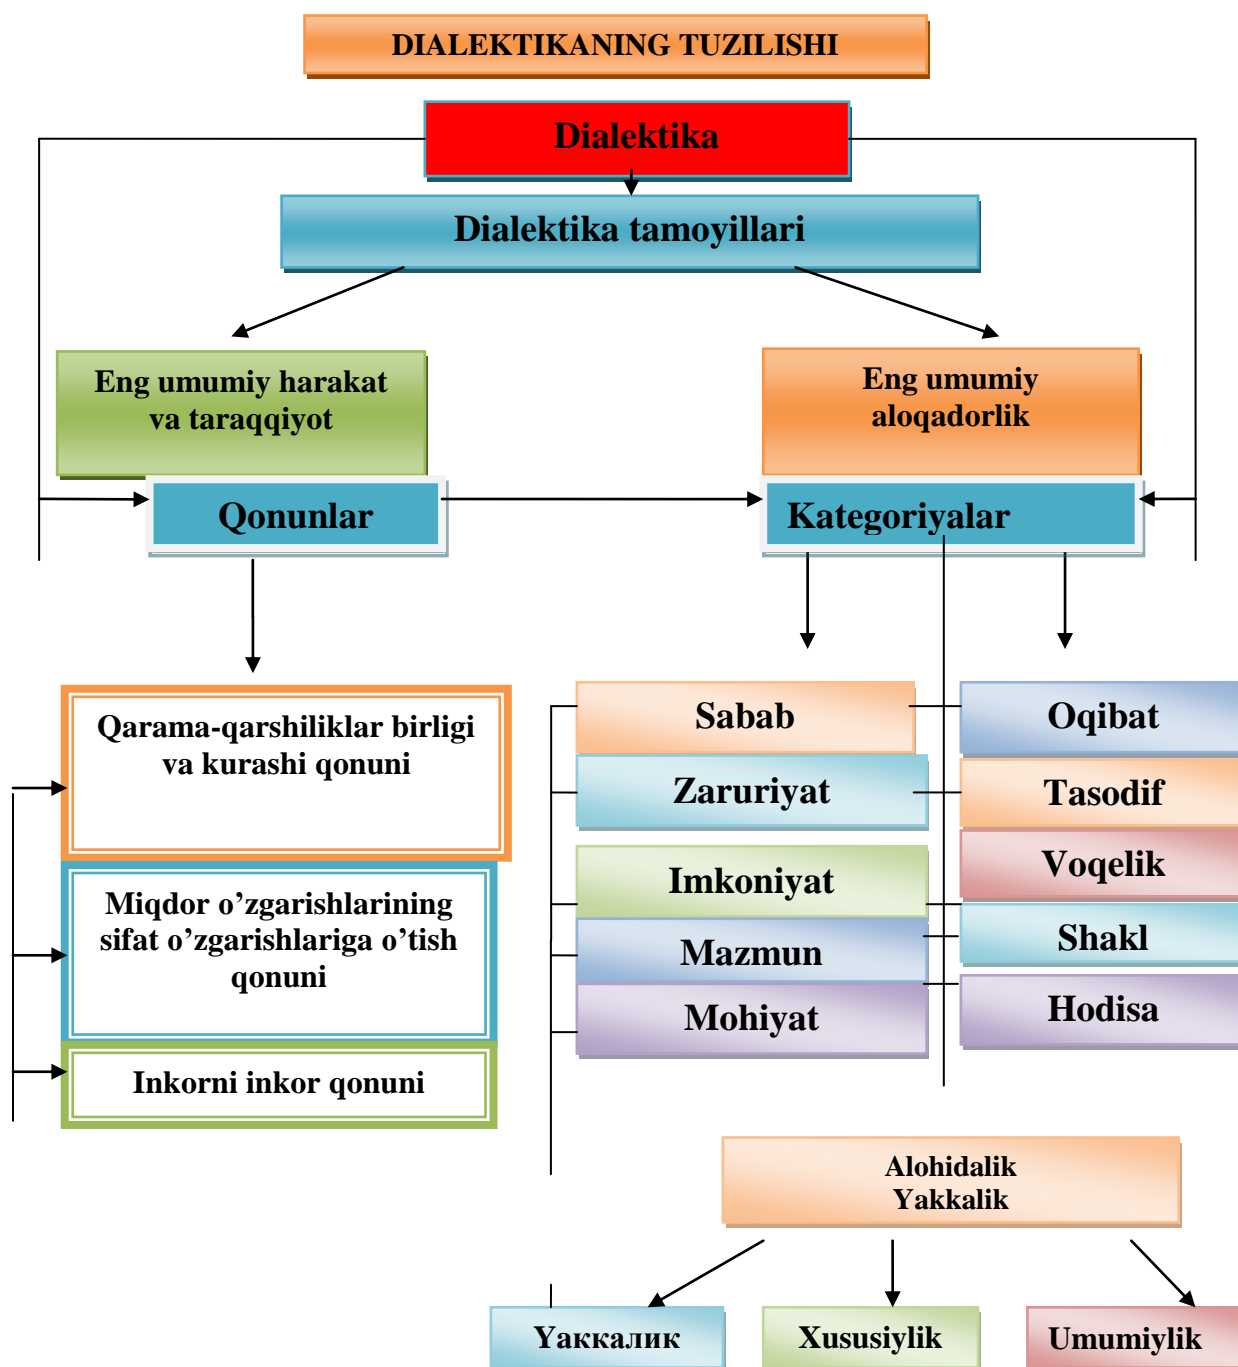 DIALEKTIKANING TUZILISHI
Dialektika
Dialektika tamoyillari
Eng umumiy harakat
va taraqqiyot
Eng umumiy
aloqadorlik
Qonunlar
Kategoriyalar
Qarama-qarshiliklar birligi
va kurashi qonuni
Miqdor o’zgarishlarining
sifat o’zgarishlariga o’tish
qonuni
Inkorni inkor qonuni
Sabab
Oqibat
Zaruriyat
Tasodif
Imkoniyat
Voqelik
Mazmun
Shakl
Mohiyat
Hodisa
Alohidalik
Yakkalik
Yаккалик
Xususiylik
Umumiylik